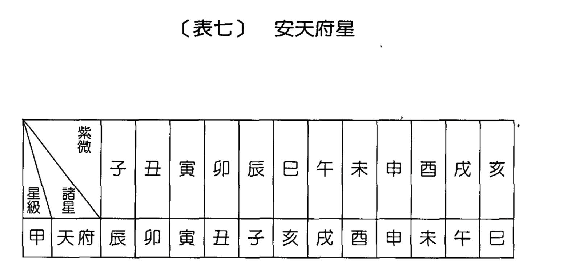 〔表七〕 安天府星
紫微 子 丑 寅 卯 辰 巳 午 未 申 酉 戌 亥
星級 諸星
甲 天府 辰 卯 寅 丑 子 亥 戌 酉 申 未 午 巳